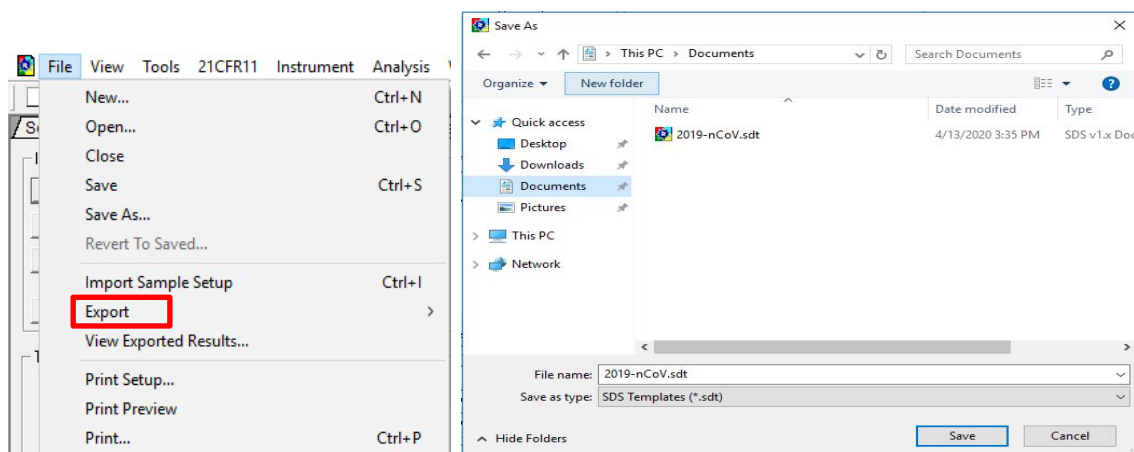 File View Tools 21CFR11 Instrument Analysis
New... Ctrl+N
Open... Ctrl+O
Close
Save Ctrl+S
Save As...
Revert To Saved...
Import Sample Setup Ctrl+I
Export
View Exported Results...
Print Setup...
Print Preview
Print... Ctrl+P
Save As
This PC > Documents
Search Documents
Organize
New folder
Name Date modified Type
Quick access
Desktop
Downloads
Documents
Pictures
This PC
Network
2019-nCoV.sdt 4/13/2020 3:35 PM SDS v1.x Doc
File name: 2019-nCoV.sdt
Save as type: SDS Templates (*.sdt)
Hide Folders
Save
Cancel